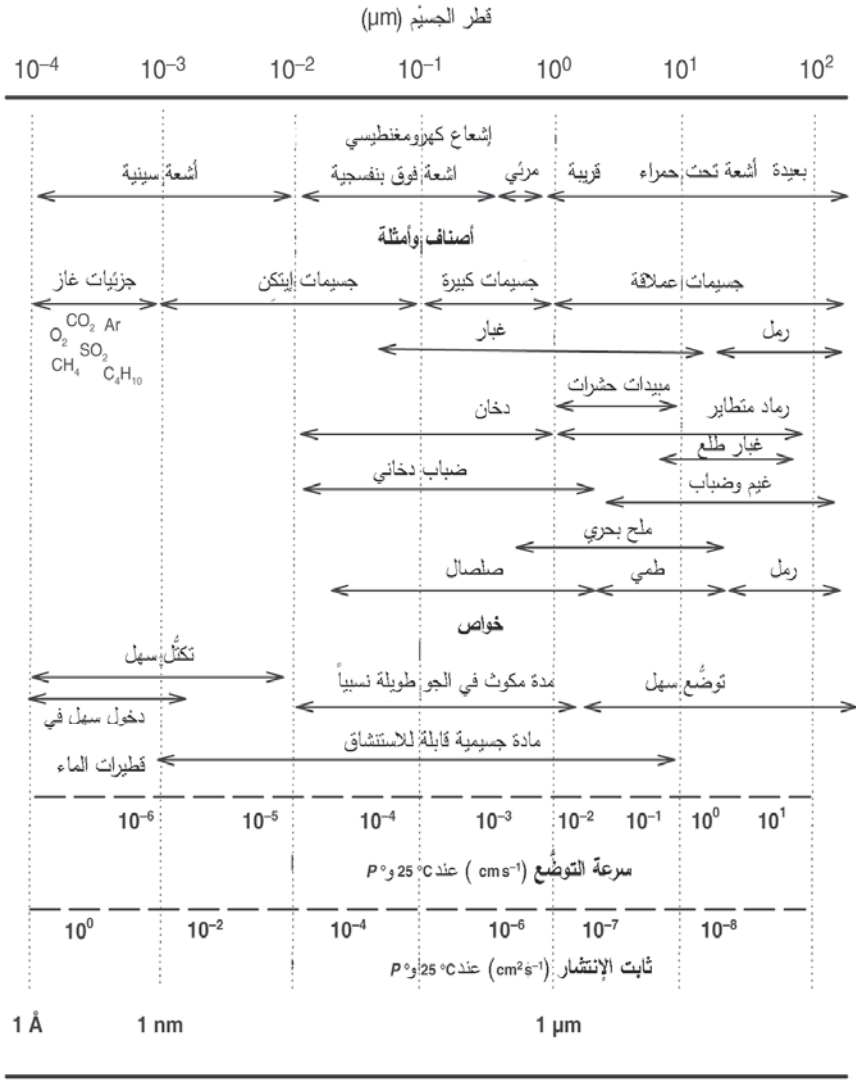 قطر الجسيْم (µm)
10–4 10–3 10–2 10–1 100 101 102
إشعاع كهرومغنطيسي
أشعة سينية أشعة فوق بنفسجية مرئي قريبة أشعة تحت حمراء بعيدة
أصناف وأمثلة
جزئيات غاز جسيمات إيتكن جسيمات كبيرة جسيمات عملاقة
CO2 Ar
O2 SO2
CH4 C4H10
غبار رمل
مبيدات حشرات
دخان رماد متطاير
غبار طلع
ضباب دخاني غيم وضباب
ملح بحري
صلصال طمي رمل
خواص
تكتُّل سهل
مدة مكوث في الجو طويلة نسبياً توضُّع سهل
دخول سهل في
قطيرات الماء
مادة جسيمية قابلة للاستنشاق
10–6 10–5 10–4 10–3 10–2 10–1 100 101
سرعة التوضُّع (cm s–1) عند 25 °C و P°
100 10–2 10–4 10–6 10–7 10–8
ثابت الإنتشار (cm2 s–1) عند 25 °C و P°
1 Å 1 nm 1 µm